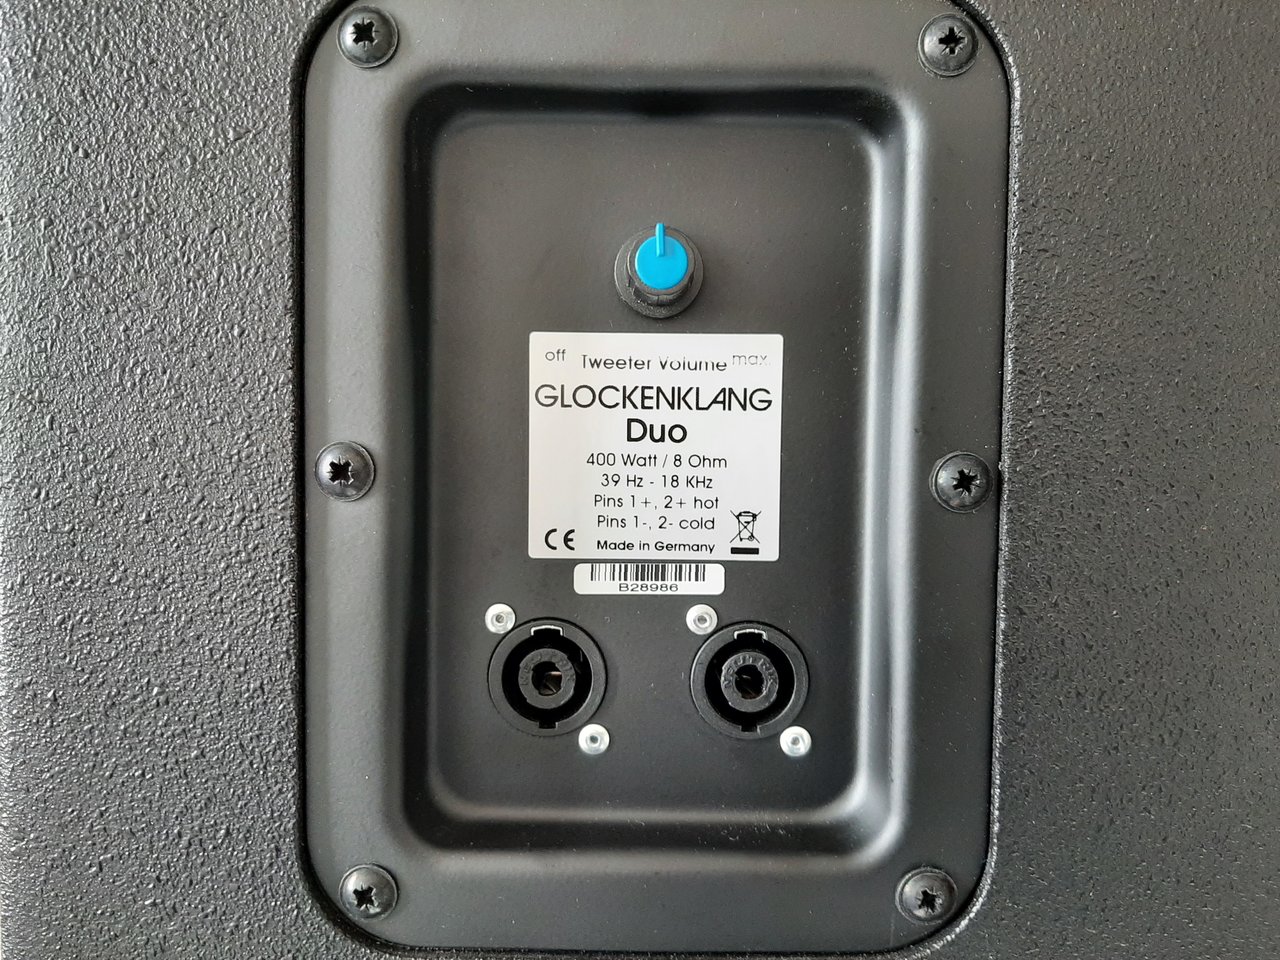 off Tweeter Volume max.
GLOCKENKLANG
Duo
400 Watt / 8 Ohm
39 Hz - 18 KHz
Pins 1+, 2+ hot
Pins 1-, 2- cold
CE Made in Germany
B28986